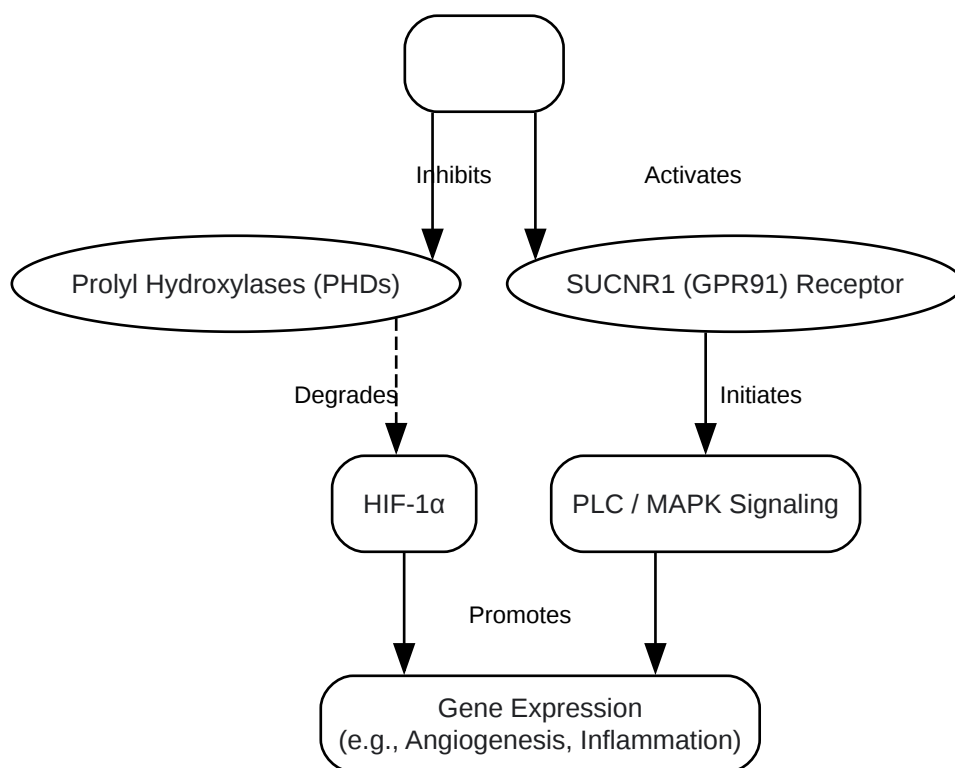 Inhibits
Activates
Prolyl Hydroxylases (PHDs)
SUCNR1 (GPR91) Receptor
Degrades
Initiates
HIF-1α
PLC / MAPK Signaling
Promotes
Gene Expression
(e.g., Angiogenesis, Inflammation)